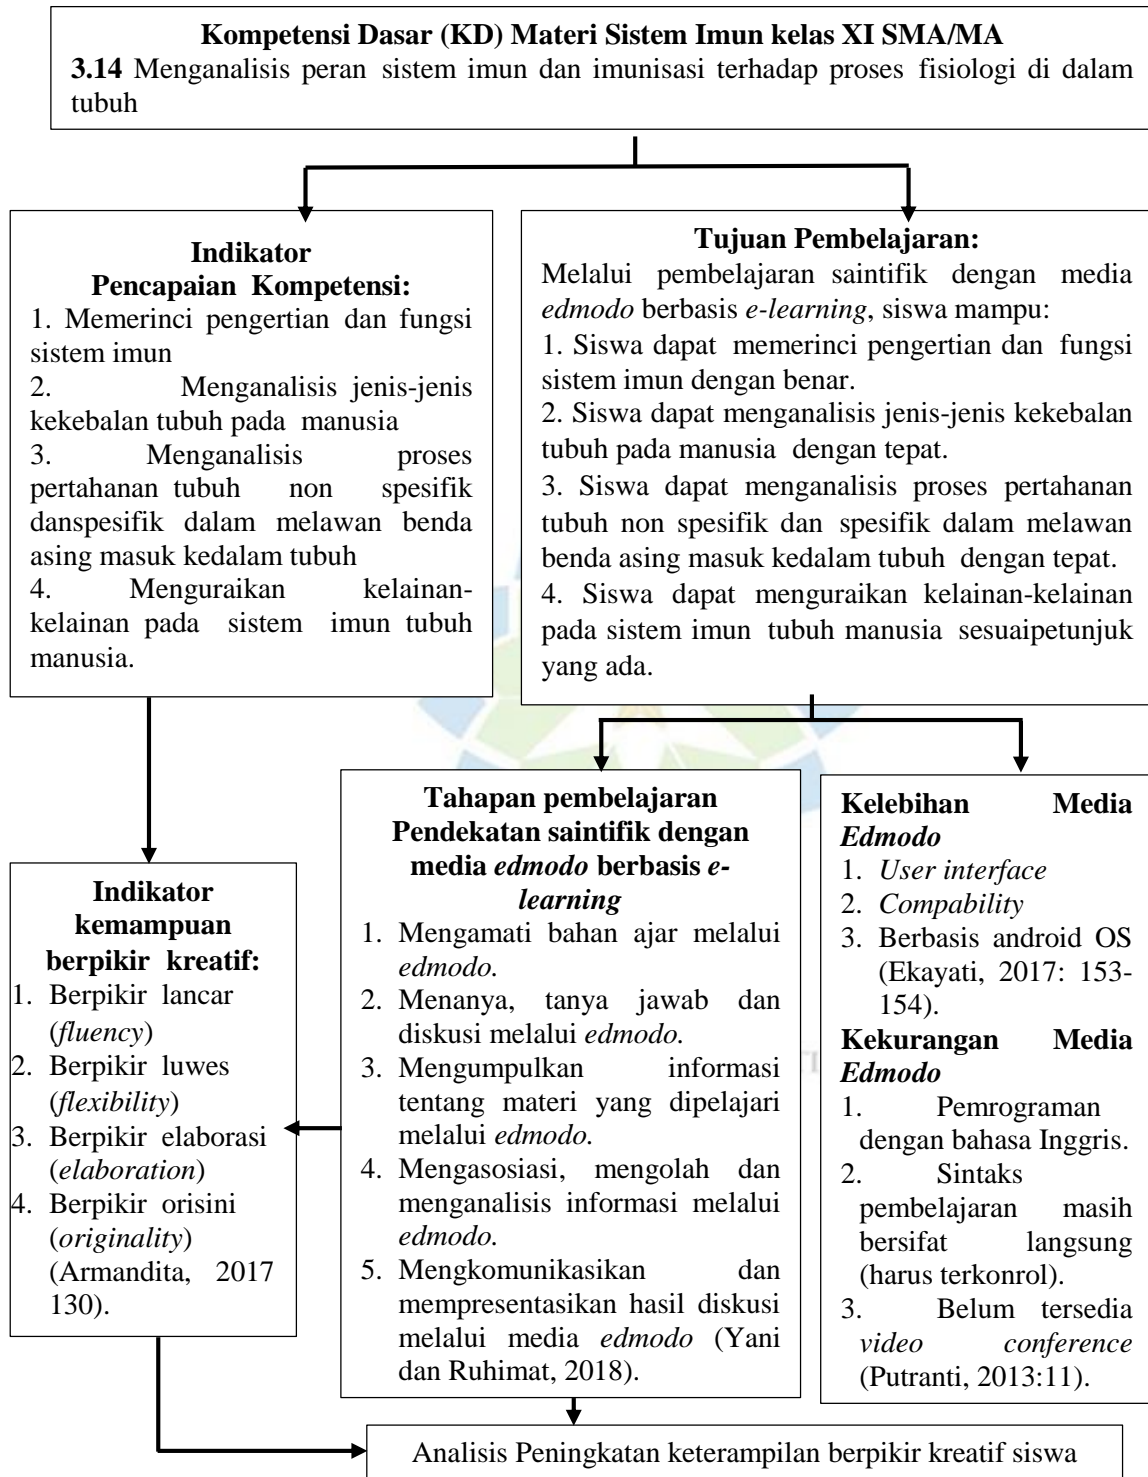 Kompetensi Dasar (KD) Materi Sistem Imun kelas XI SMA/MA
3.14 Menganalisis peran sistem imun dan imunisasi terhadap proses fisiologi di dalam
tubuh
Indikator
Pencapaian Kompetensi:
1. Memerinci pengertian dan fungsi
sistem imun
2. Menganalisis jenis-jenis
kekebalan tubuh pada manusia
3. Menganalisis proses
pertahanan tubuh non spesifik
danspesifik dalam melawan benda
asing masuk kedalam tubuh
4. Menguraikan kelainan-
kelainan pada sistem imun tubuh
manusia.
Tujuan Pembelajaran:
Melalui pembelajaran saintifik dengan media
edmodo berbasis e-learning, siswa mampu:
1. Siswa dapat memerinci pengertian dan fungsi
sistem imun dengan benar.
2. Siswa dapat menganalisis jenis-jenis kekebalan
tubuh pada manusia dengan tepat.
3. Siswa dapat menganalisis proses pertahanan
tubuh non spesifik dan spesifik dalam melawan
benda asing masuk kedalam tubuh dengan tepat.
4. Siswa dapat menguraikan kelainan-kelainan
pada sistem imun tubuh manusia sesuaipetunjuk
yang ada.
Indikator
kemampuan
berpikir kreatif:
1. Berpikir lancar
(fluency)
2. Berpikir luwes
(flexibility)
3. Berpikir elaborasi
(elaboration)
4. Berpikir orisini
(originality)
(Armandita, 2017
130).
Tahapan pembelajaran
Pendekatan saintifik dengan
media edmodo berbasis e-
learning
1. Mengamati bahan ajar melalui
edmodo.
2. Menanya, tanya jawab dan
diskusi melalui edmodo.
3. Mengumpulkan informasi
tentang materi yang dipelajari
melalui edmodo.
4. Mengasosiasi, mengolah dan
menganalisis informasi melalui
edmodo.
5. Mengkomunikasikan dan
mempresentasikan hasil diskusi
melalui media edmodo (Yani
dan Ruhimat, 2018).
Kelebihan Media
Edmodo
1. User interface
2. Compability
3. Berbasis android OS
(Ekayati, 2017: 153-
154).
Kekurangan Media
Edmodo
1. Pemrograman
dengan bahasa Inggris.
2. Sintaks
pembelajaran masih
bersifat langsung
(harus terkonrol).
3. Belum tersedia
video conference
(Putranti, 2013:11).
Analisis Peningkatan keterampilan berpikir kreatif siswa